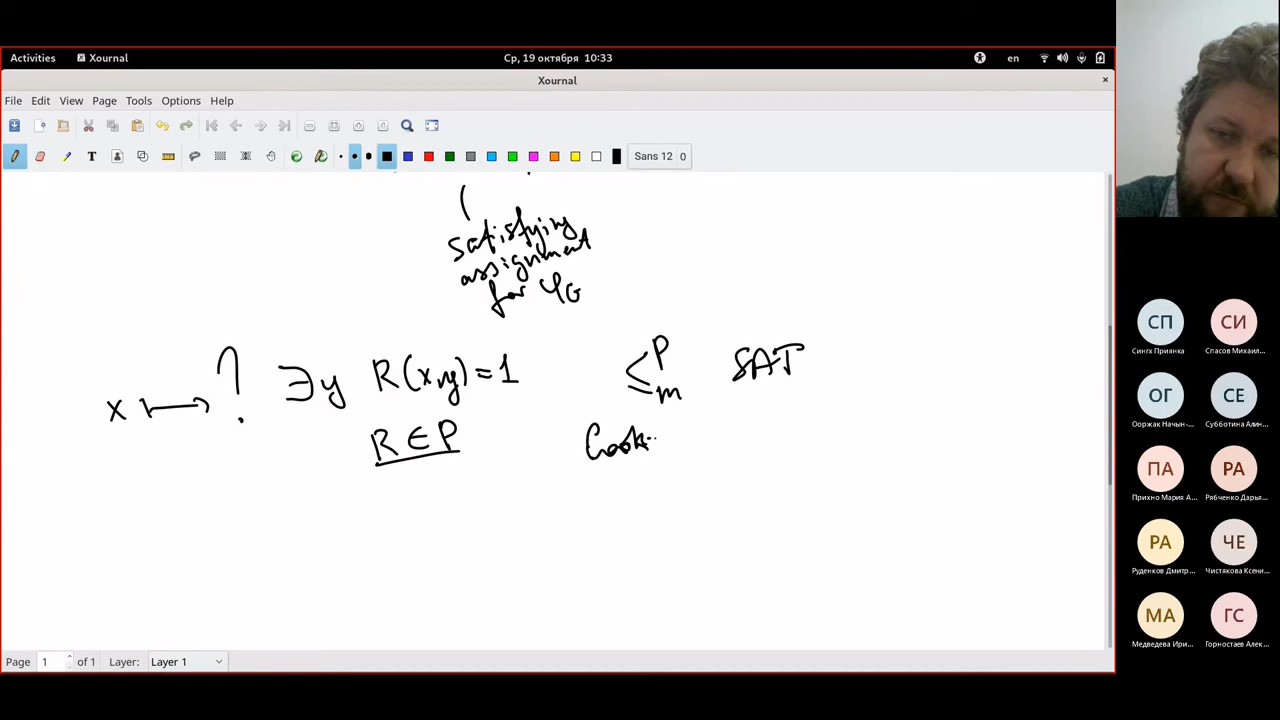 Activities Xournal Ср, 19 октября 10:33 en
Xournal
File Edit View Page Tools Options Help
Sans 12 0
satisfying
assignment
for φG
x ↦ ? ∃y R(x,y)=1 ≤ᵖₘ SAT
R ∈ P Cook-
Page 1 of 1 Layer: Layer 1
СП СИ
Сингх Приянка Спасов Михаил...
ОГ СЕ
Ооржак Начын-... Субботина Алин...
ПА РА
Прихно Мария А... Рябченко Дарья...
РА ЧЕ
Руденков Дмитр... Чистякова Ксени...
МА ГС
Медведева Ири... Горностаев Алек...